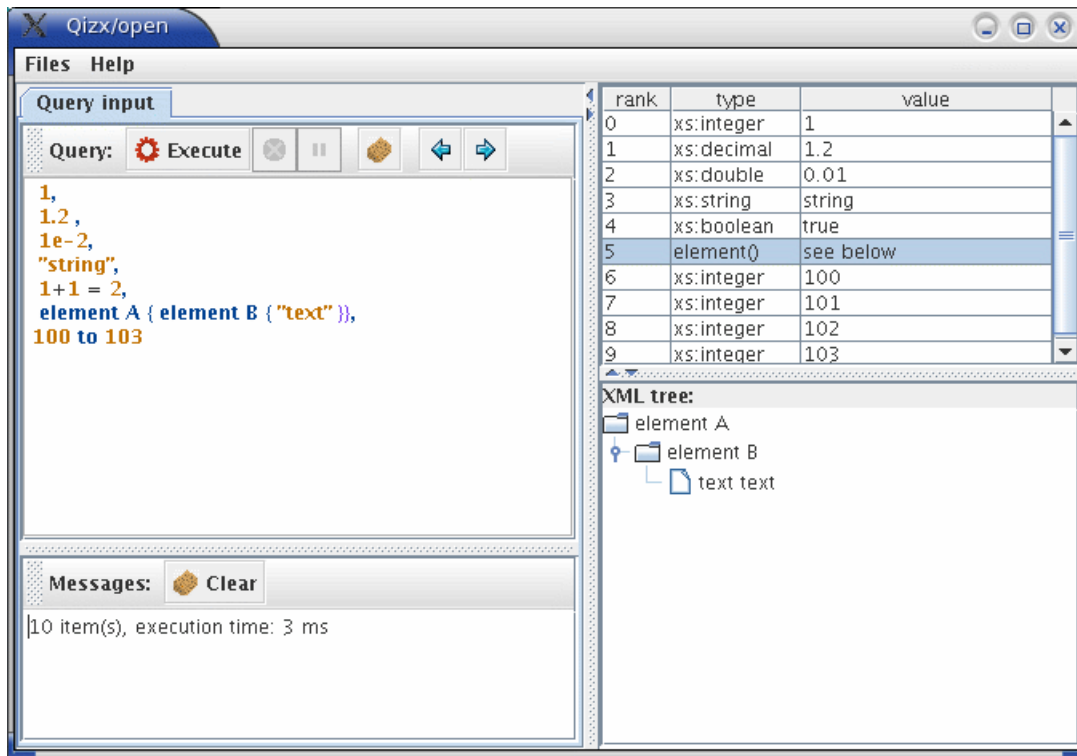 Qizx/open
Files Help
Query input
Query: Execute
1,
1.2 ,
1e-2,
"string",
1+1 = 2,
element A { element B { "text" }},
100 to 103
Messages: Clear
10 item(s), execution time: 3 ms
rank type value
0 xs:integer 1
1 xs:decimal 1.2
2 xs:double 0.01
3 xs:string string
4 xs:boolean true
5 element() see below
6 xs:integer 100
7 xs:integer 101
8 xs:integer 102
9 xs:integer 103
XML tree:
element A
element B
text text